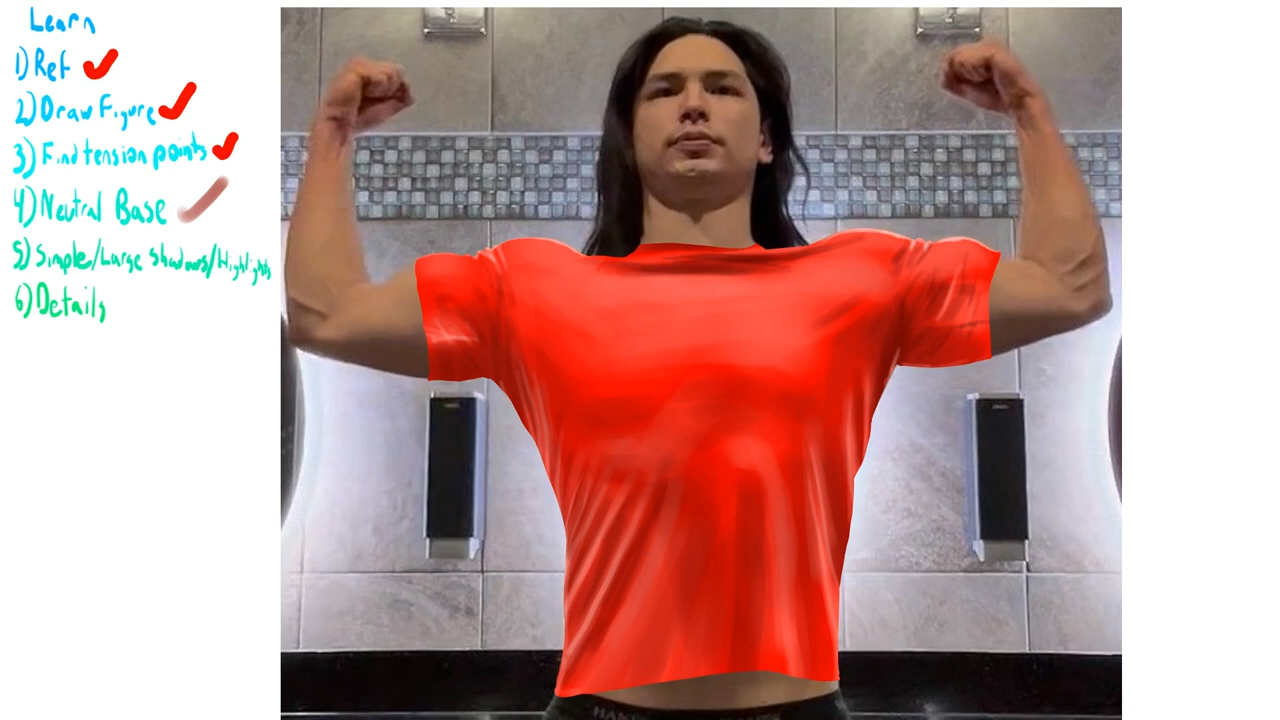 Learn
1) Ref
2) Draw Figure
3) Find tension points
4) Neutral Base
5) Simple/Large shadows/Highlights
6) Details